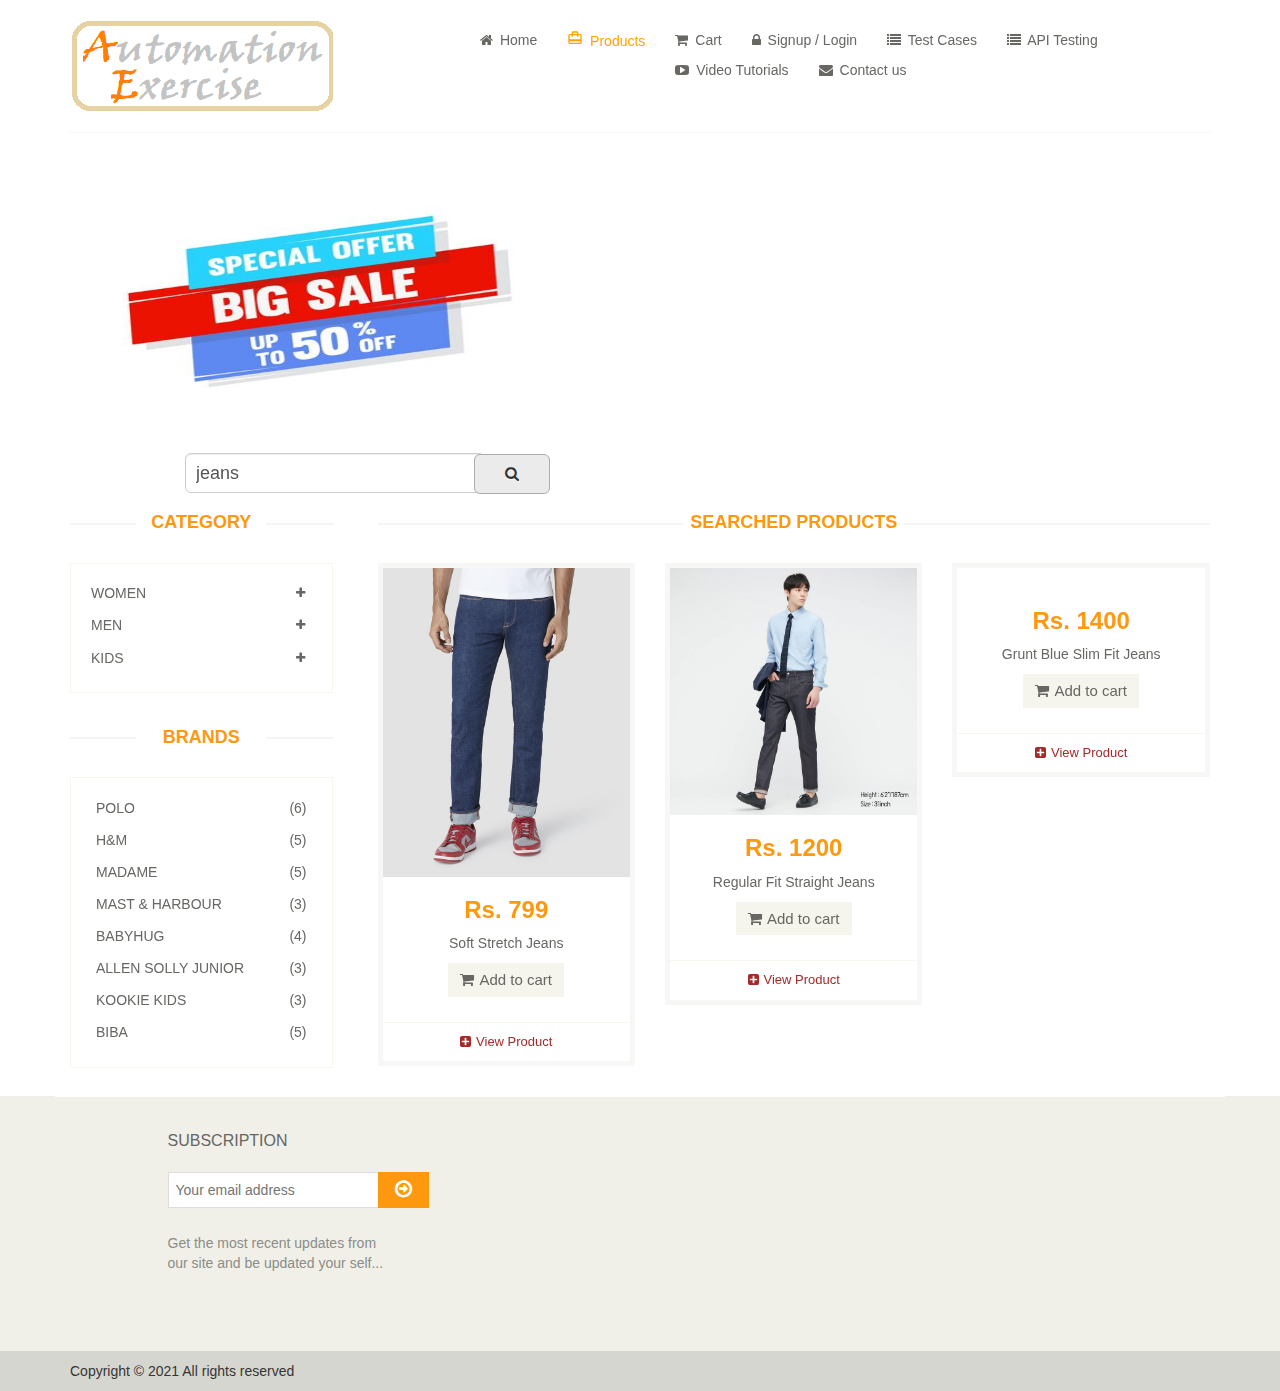 Automation
Exercise
Home
Products
Cart
Signup / Login
Test Cases
API Testing
Video Tutorials
Contact us
SPECIAL OFFER
BIG SALE
UP TO 50% OFF
jeans
CATEGORY
WOMEN
MEN
KIDS
BRANDS
POLO (6)
H&M (5)
MADAME (5)
MAST & HARBOUR (3)
BABYHUG (4)
ALLEN SOLLY JUNIOR (3)
KOOKIE KIDS (3)
BIBA (5)
SEARCHED PRODUCTS
Rs. 799
Soft Stretch Jeans
Add to cart
View Product
Height : 6'2"/187cm
Size : 31inch
Rs. 1200
Regular Fit Straight Jeans
Add to cart
View Product
Rs. 1400
Grunt Blue Slim Fit Jeans
Add to cart
View Product
SUBSCRIPTION
Your email address
Get the most recent updates from
our site and be updated your self...
Copyright © 2021 All rights reserved